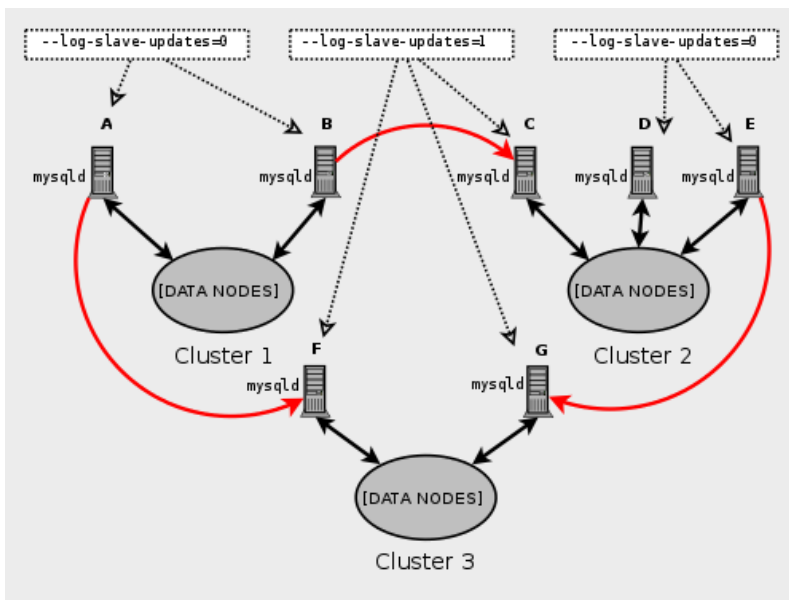 --log-slave-updates=0
--log-slave-updates=1
--log-slave-updates=0
A
B
C
D
E
mysqld
mysqld
mysqld
mysqld
mysqld
[DATA NODES]
[DATA NODES]
Cluster 1
Cluster 2
F
G
mysqld
mysqld
[DATA NODES]
Cluster 3